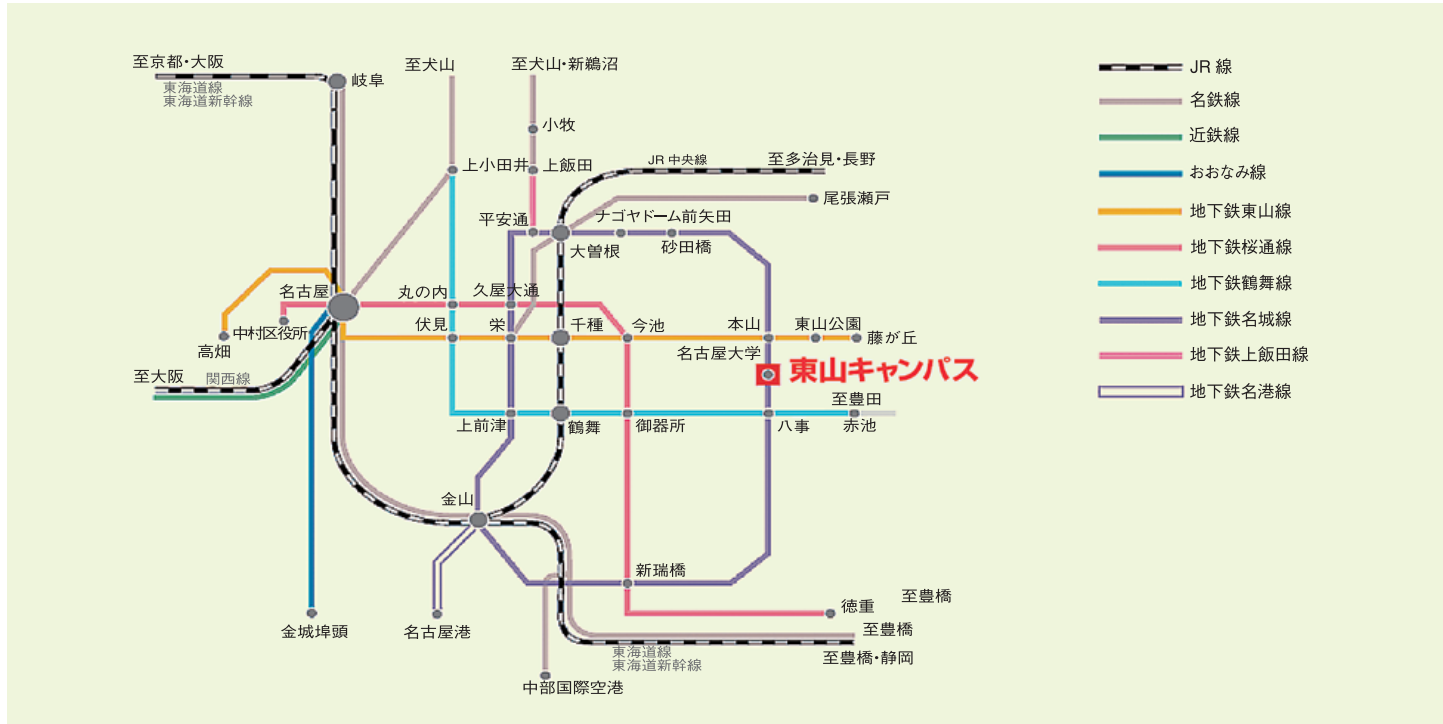 至京都・大阪
東海道線
東海道新幹線
岐阜
至犬山
至犬山・新鵜沼
小牧
上小田井
上飯田
JR 中央線
至多治見・長野
尾張瀬戸
平安通
ナゴヤドーム前矢田
大曽根
砂田橋
名古屋
丸の内
久屋大通
中村区役所
高畑
伏見
栄
千種
今池
本山
東山公園
藤が丘
名古屋大学
東山キャンパス
至大阪
関西線
至豊田
上前津
鶴舞
御器所
八事
赤池
金山
新瑞橋
金城埠頭
名古屋港
徳重
至豊橋
至豊橋
東海道線
東海道新幹線
至豊橋・静岡
中部国際空港
JR 線
名鉄線
近鉄線
おおなみ線
地下鉄東山線
地下鉄桜通線
地下鉄鶴舞線
地下鉄名城線
地下鉄上飯田線
地下鉄名港線